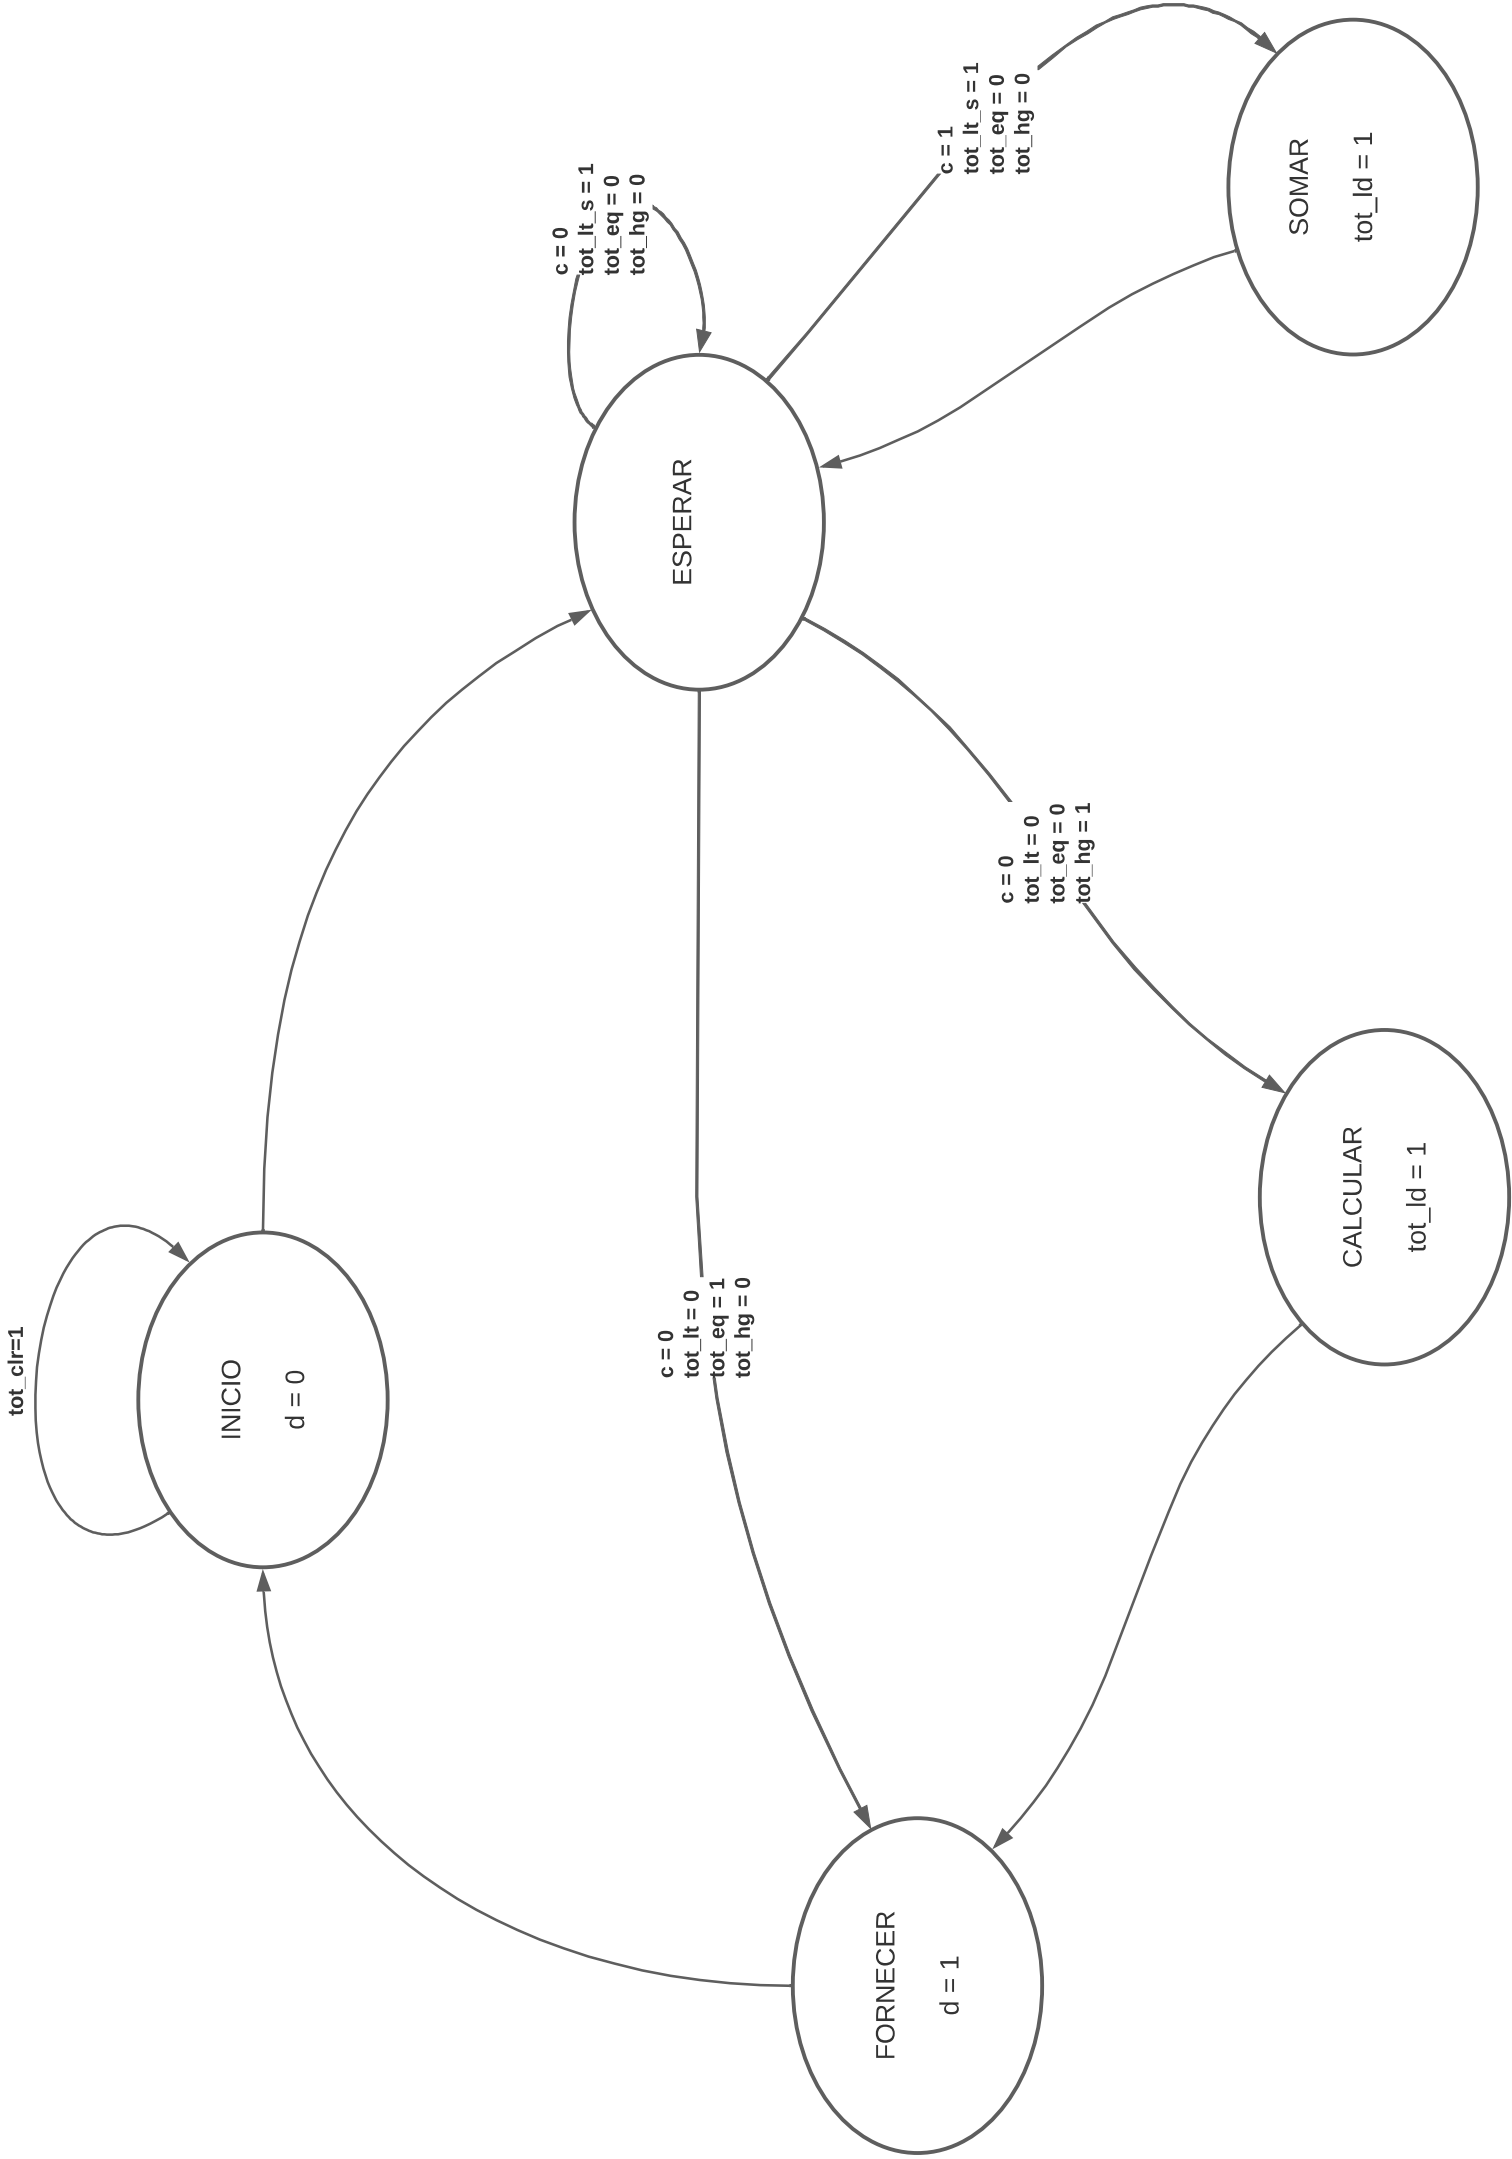 tot_clr=1
INICIO
d = 0
c = 0
tot_lt_s = 1
tot_eq = 0
tot_hg = 0
ESPERAR
c = 1
tot_lt_s = 1
tot_eq = 0
tot_hg = 0
SOMAR
tot_ld = 1
c = 0
tot_lt = 0
tot_eq = 1
tot_hg = 0
c = 0
tot_lt = 0
tot_eq = 0
tot_hg = 1
CALCULAR
tot_ld = 1
FORNECER
d = 1